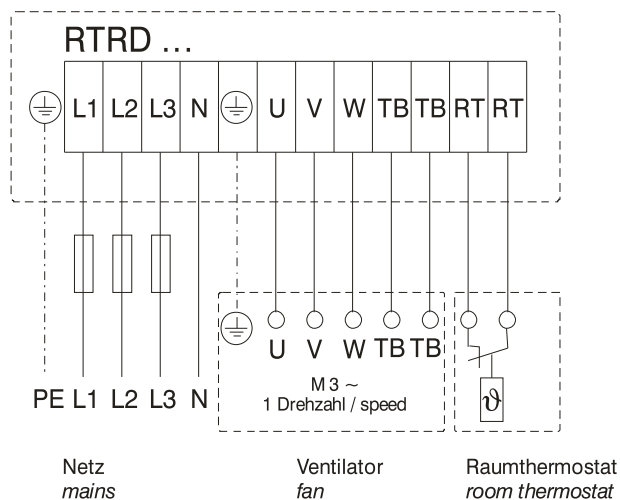 RTRD ...
L1 L2 L3 N U V W TB TB RT RT
U V W TB TB
M 3 ~
1 Drehzahl / speed
ϑ
PE L1 L2 L3 N
Netz Ventilator Raumthermostat
mains fan room thermostat